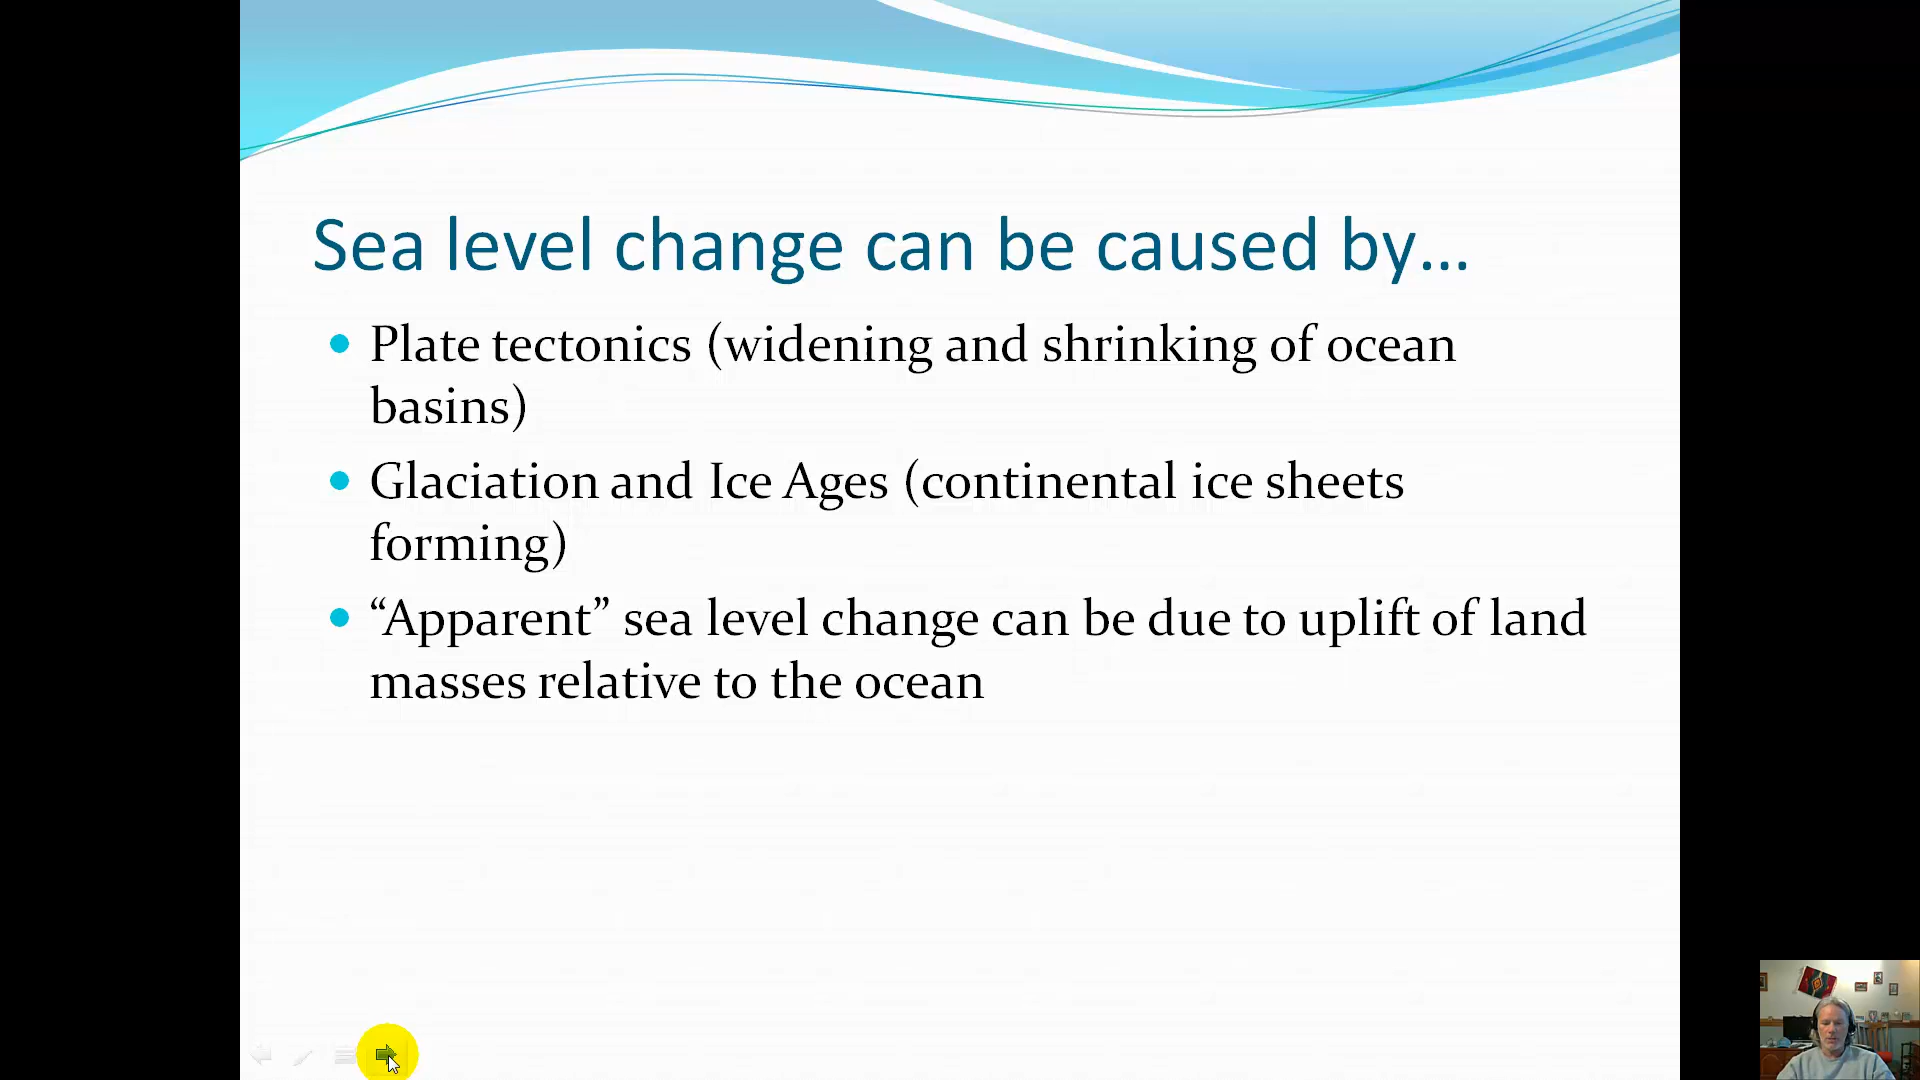 Sea level change can be caused by...
• Plate tectonics (widening and shrinking of ocean
basins)
• Glaciation and Ice Ages (continental ice sheets
forming)
• “Apparent” sea level change can be due to uplift of land
masses relative to the ocean